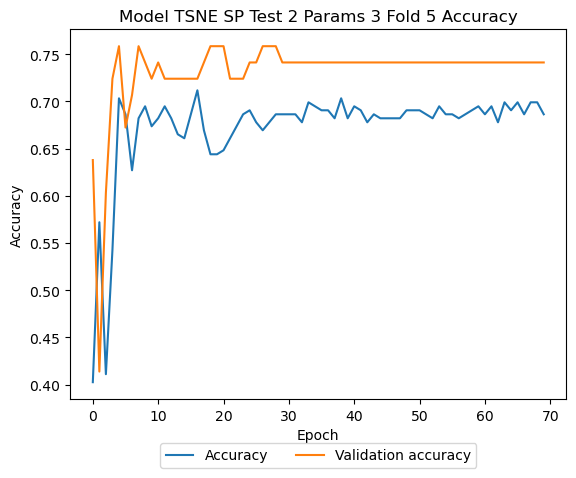 Model TSNE SP Test 2 Params 3 Fold 5 Accuracy
0.75
0.70
0.65
0.60
0.55
0.50
0.45
0.40
Accuracy
0 10 20 30 40 50 60 70
Epoch
Accuracy Validation accuracy